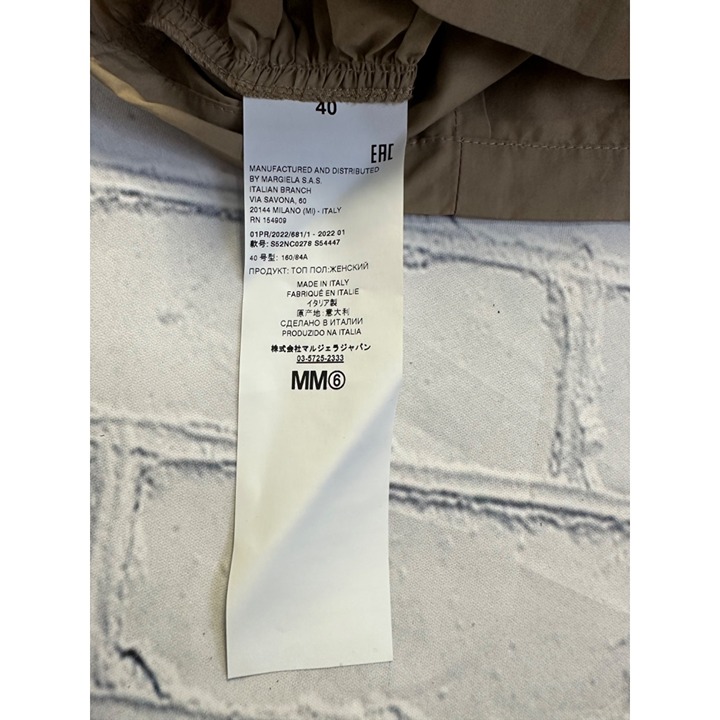 40
EAC
MANUFACTURED AND DISTRIBUTED
BY MARGIELA S.A.S.
ITALIAN BRANCH
VIA SAVONA, 60
20144 MILANO (MI) - ITALY
RN 154909
01PR/2022/681/1 - 2022 01
款号: S52NC0278 S54447
40 号型: 160/84A
ПРОДУКТ: ТОП ПОЛ:ЖЕНСКИЙ
MADE IN ITALY
FABRIQUÉ EN ITALIE
イタリア製
原产地:意大利
СДЕЛАНО В ИТАЛИИ
PRODUZIDO NA ITALIA
株式会社マルジェラジャパン
03-5725-2333
MM⑥